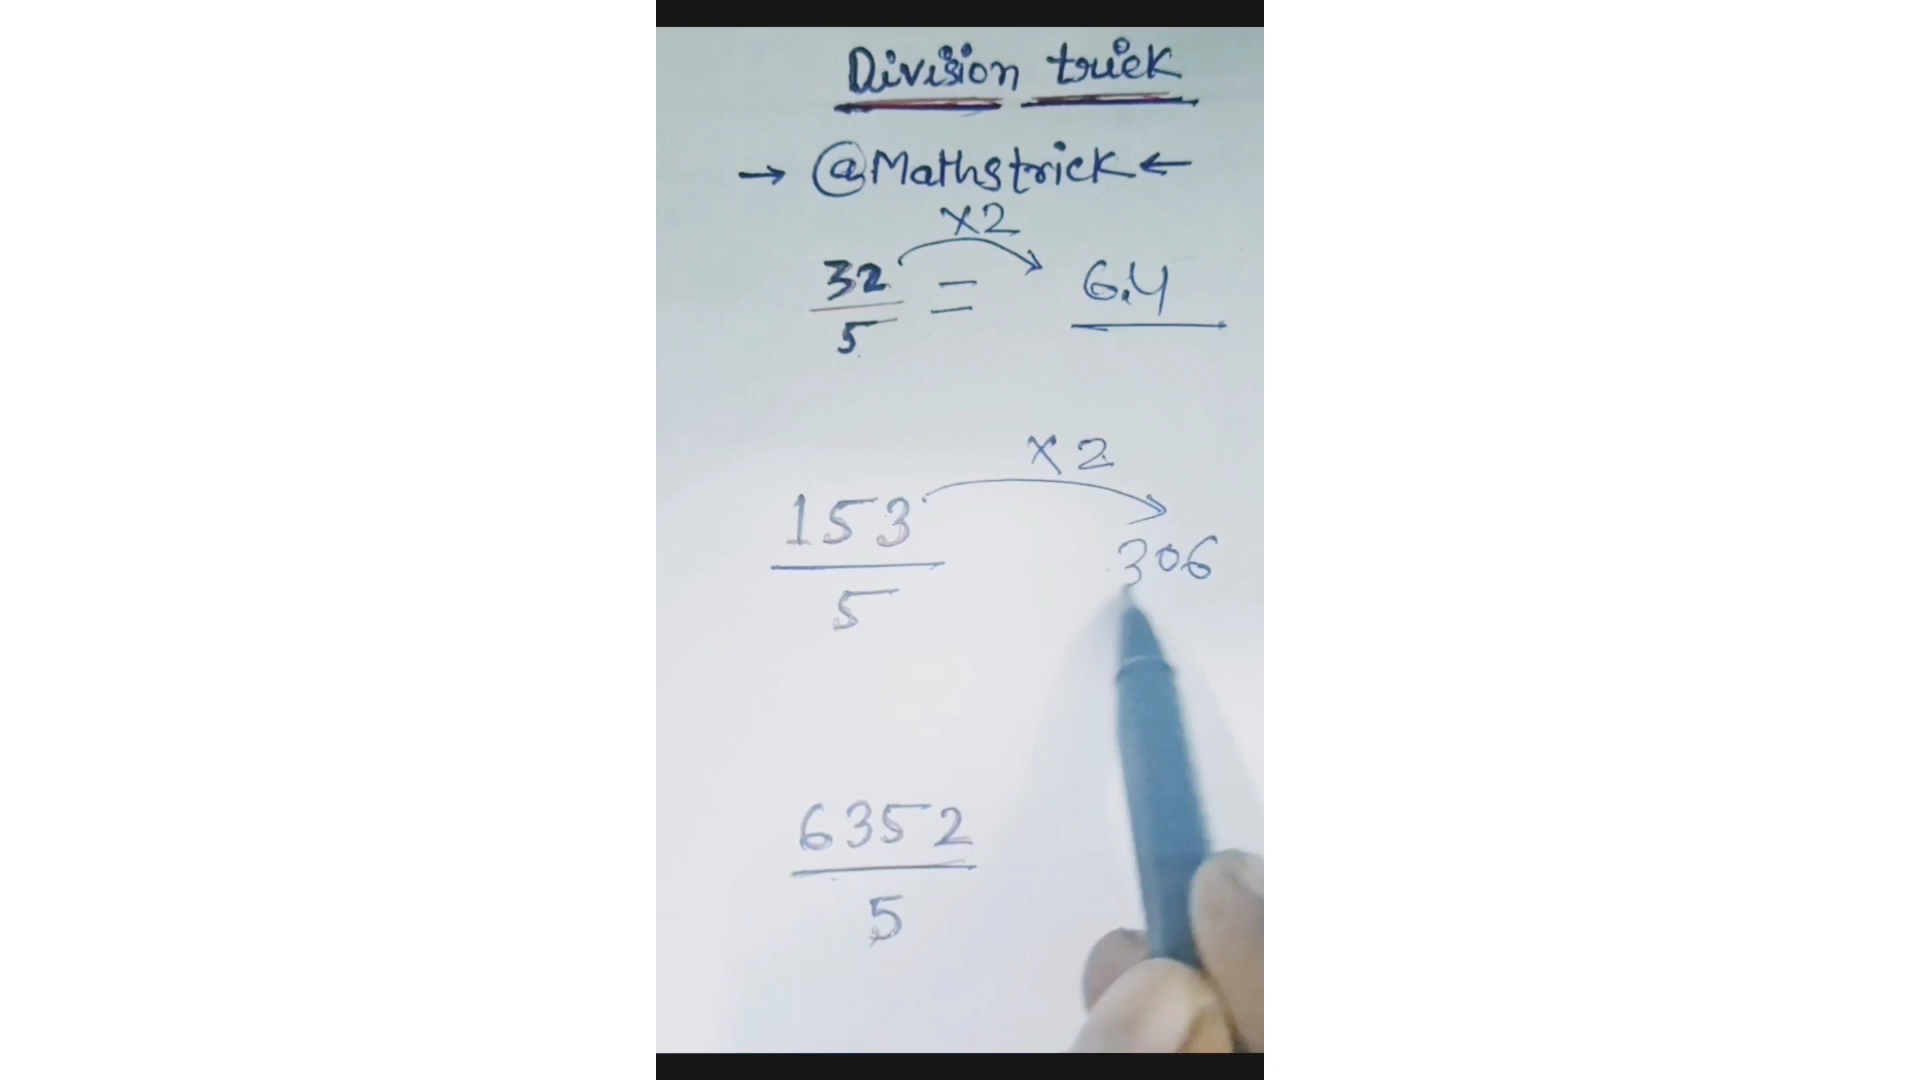 Division trick
→ @Mathstrick ←
×2
32/5 = 6.4
×2
153/5 306
6352/5